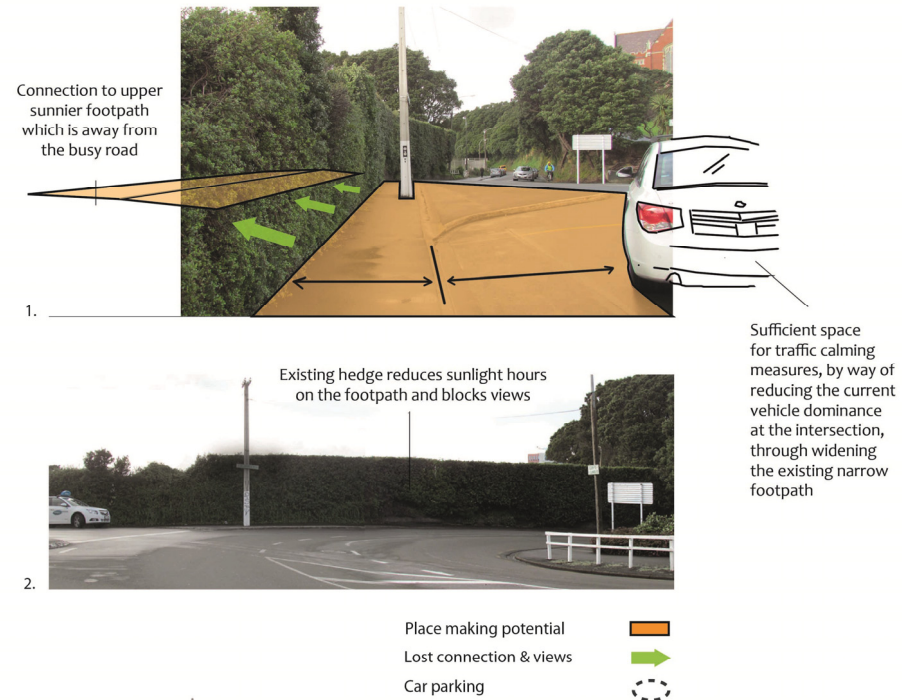 Connection to upper
sunnier footpath
which is away from
the busy road
1.
Sufficient space
for traffic calming
measures, by way of
reducing the current
vehicle dominance
at the intersection,
through widening
the existing narrow
footpath
Existing hedge reduces sunlight hours
on the footpath and blocks views
2.
Place making potential
Lost connection & views
Car parking